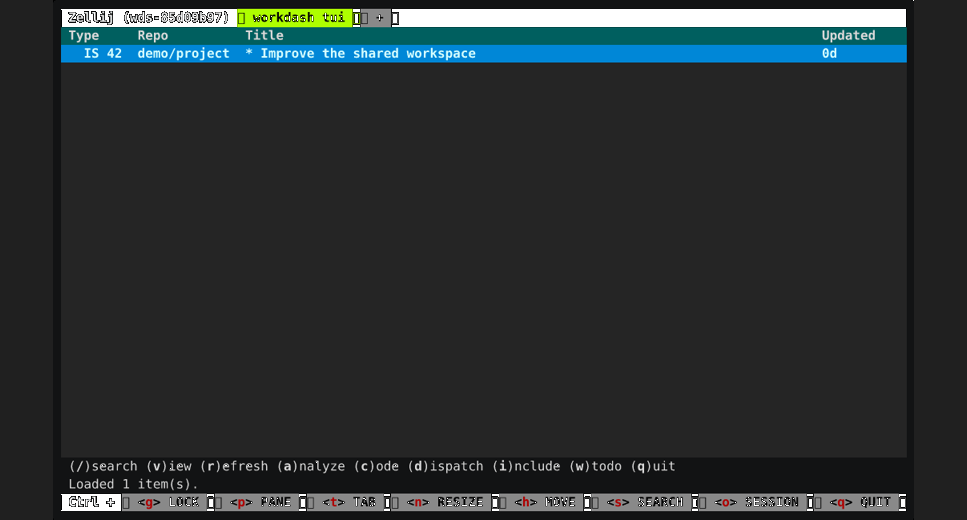 Zellij (wds-05d09b97) workdash tui +
Type Repo Title Updated
IS 42 demo/project * Improve the shared workspace 0d
(/)search (v)iew (r)efresh (a)nalyze (c)ode (d)ispatch (i)nclude (w)todo (q)uit
Loaded 1 item(s).
Ctrl + <g> LOCK <p> PANE <t> TAB <n> RESIZE <h> MOVE <s> SEARCH <o> SESSION <q> QUIT